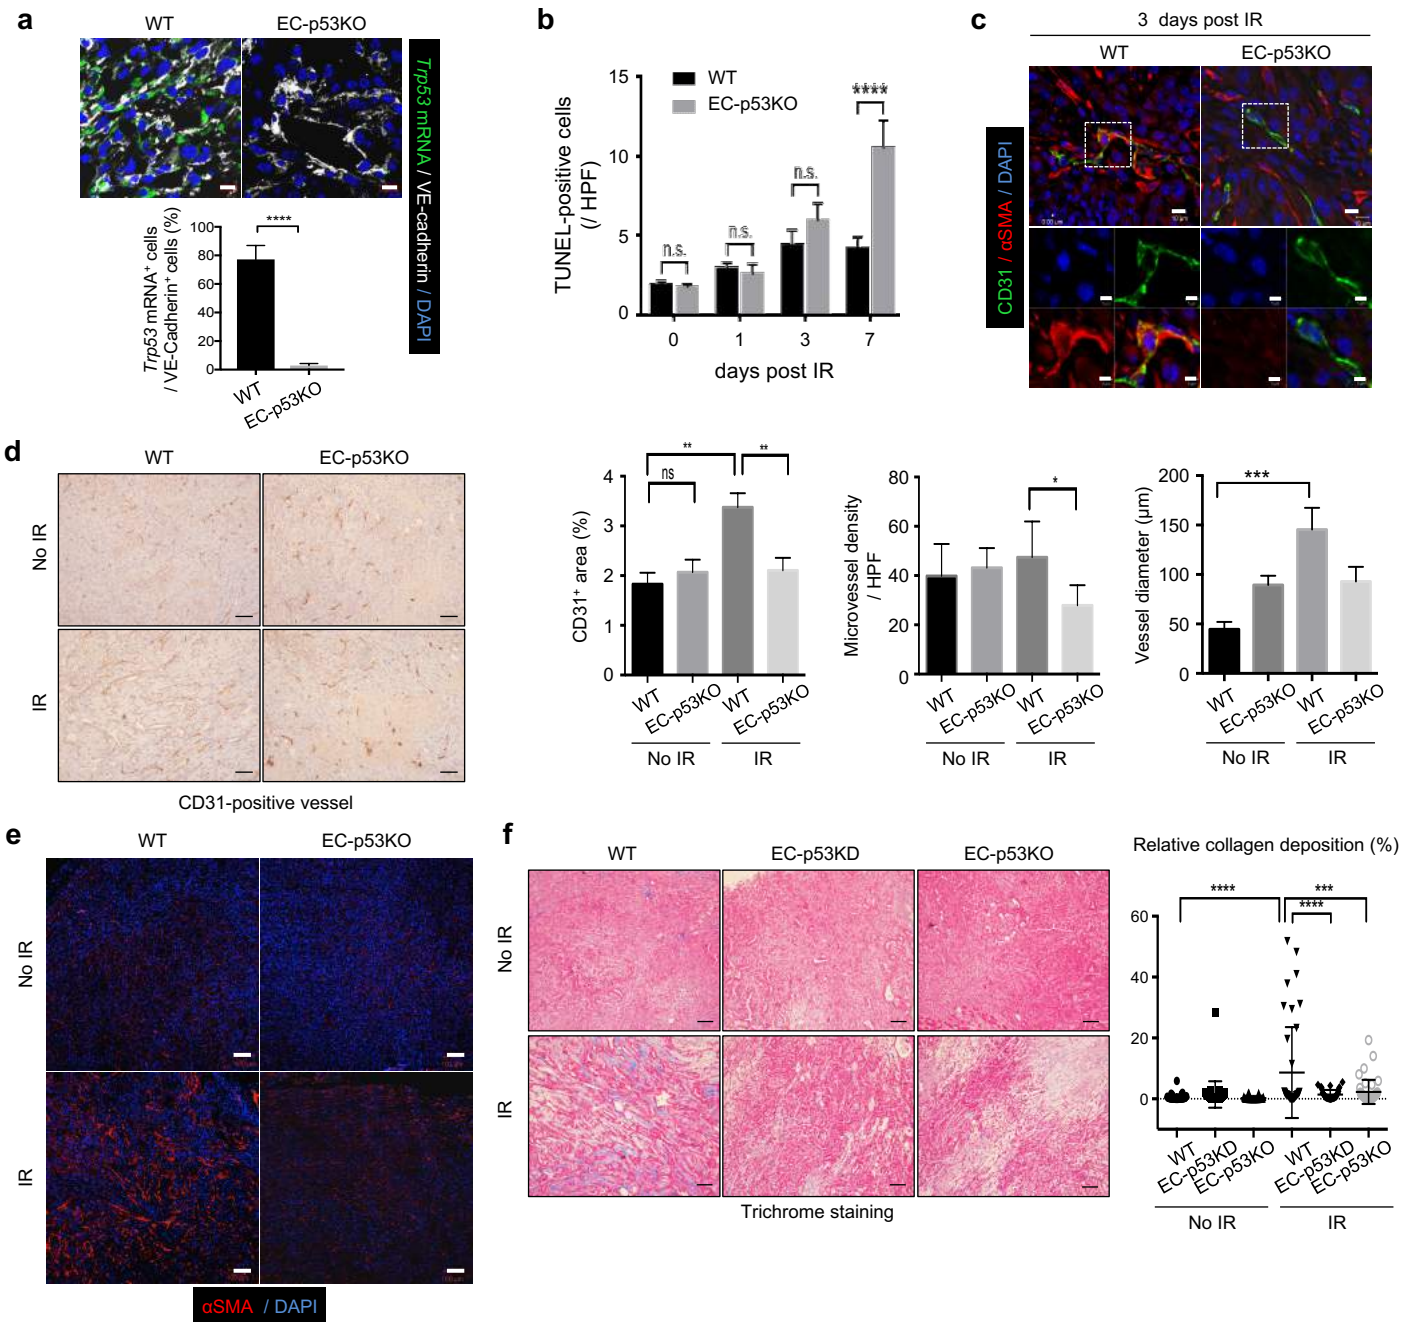 a
WT
EC-p53KO
Trp53 mRNA / VE-cadherin / DAPI
Trp53 mRNA⁺ cells
/ VE-Cadherin⁺ cells (%)
100
80
60
40
20
0
****
WT
EC-p53KO
b
TUNEL-positive cells
(/ HPF)
15
10
5
0
WT
EC-p53KO
n.s.
n.s.
n.s.
****
0
1
3
7
days post IR
c
3 days post IR
WT
EC-p53KO
CD31 / αSMA / DAPI
d
WT
EC-p53KO
No IR
IR
CD31-positive vessel
CD31⁺ area (%)
4
3
2
1
0
ns
**
**
WT
EC-p53KO
WT
EC-p53KO
No IR
IR
Microvessel density
/ HPF
80
60
40
20
0
*
WT
EC-p53KO
WT
EC-p53KO
No IR
IR
Vessel diameter (μm)
200
150
100
50
0
***
WT
EC-p53KO
WT
EC-p53KO
No IR
IR
e
WT
EC-p53KO
No IR
IR
αSMA / DAPI
f
WT
EC-p53KD
EC-p53KO
No IR
IR
Trichrome staining
Relative collagen deposition (%)
60
40
20
0
****
***
****
WT
EC-p53KD
EC-p53KO
WT
EC-p53KD
EC-p53KO
No IR
IR